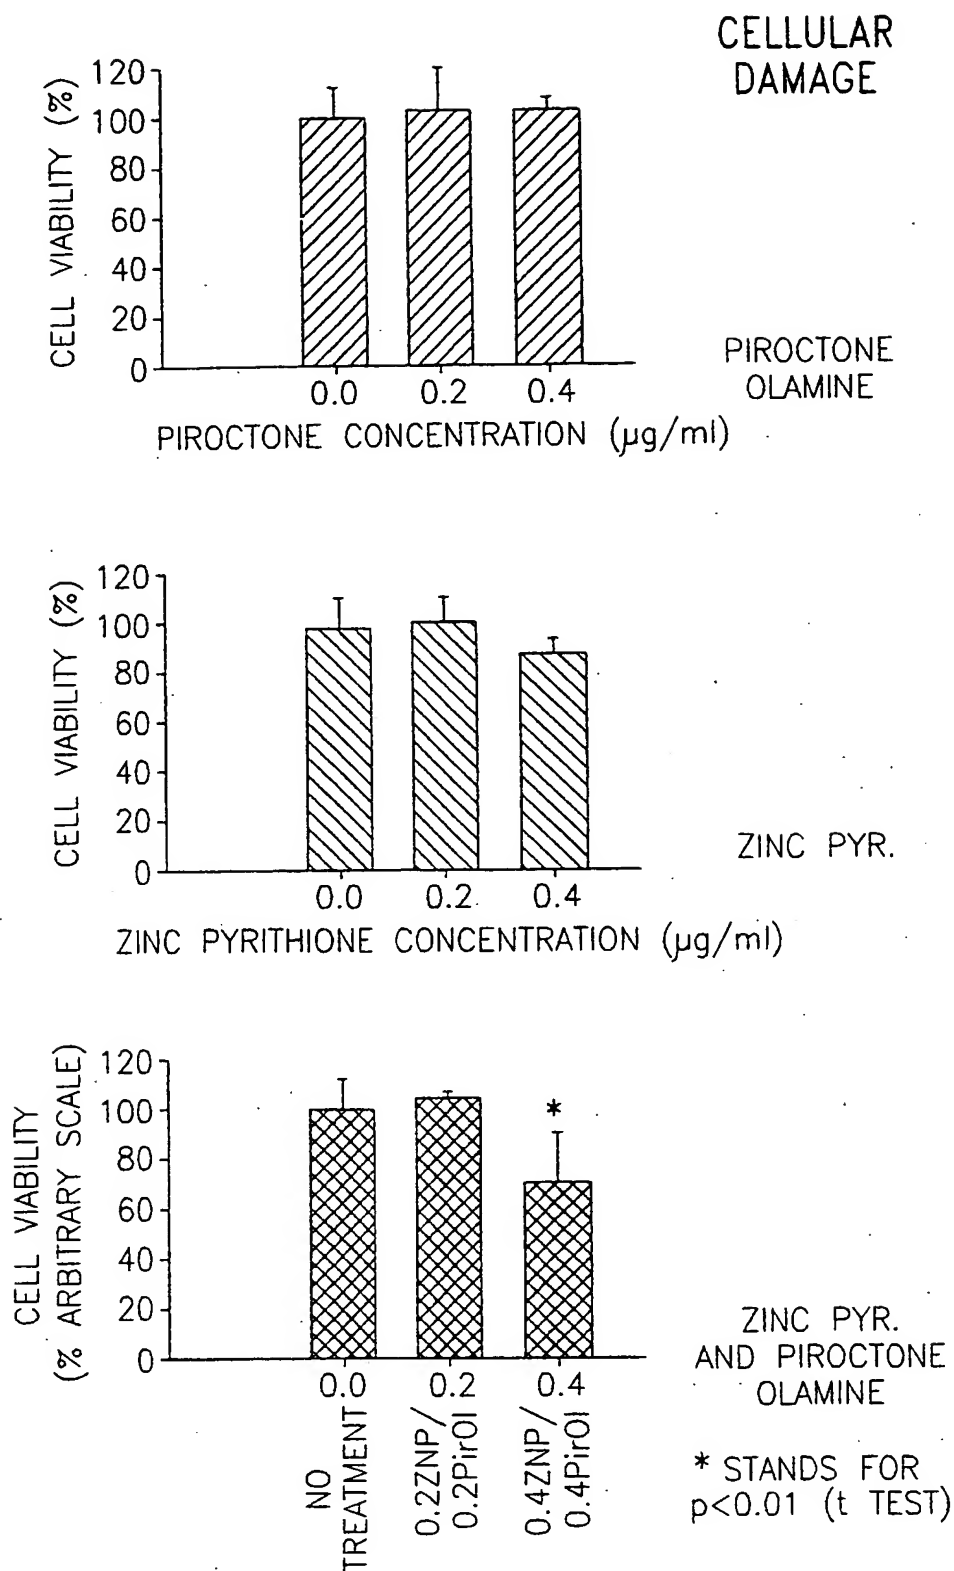 CELLULAR
DAMAGE
CELL VIABILITY (%)
120
100
80
60
40
20
0
0.0 0.2 0.4
PIROCTONE CONCENTRATION (µg/ml)
PIROCTONE
OLAMINE
CELL VIABILITY (%)
120
100
80
60
40
20
0
0.0 0.2 0.4
ZINC PYRITHIONE CONCENTRATION (µg/ml)
ZINC PYR.
CELL VIABILITY
(% ARBITRARY SCALE)
120
100
80
60
40
20
0
*
0.0 0.2 0.4
NO
TREATMENT
0.2ZNP/
0.2PirOl
0.4ZNP/
0.4PirOl
ZINC PYR.
AND PIROCTONE
OLAMINE
* STANDS FOR
p<0.01 (t TEST)